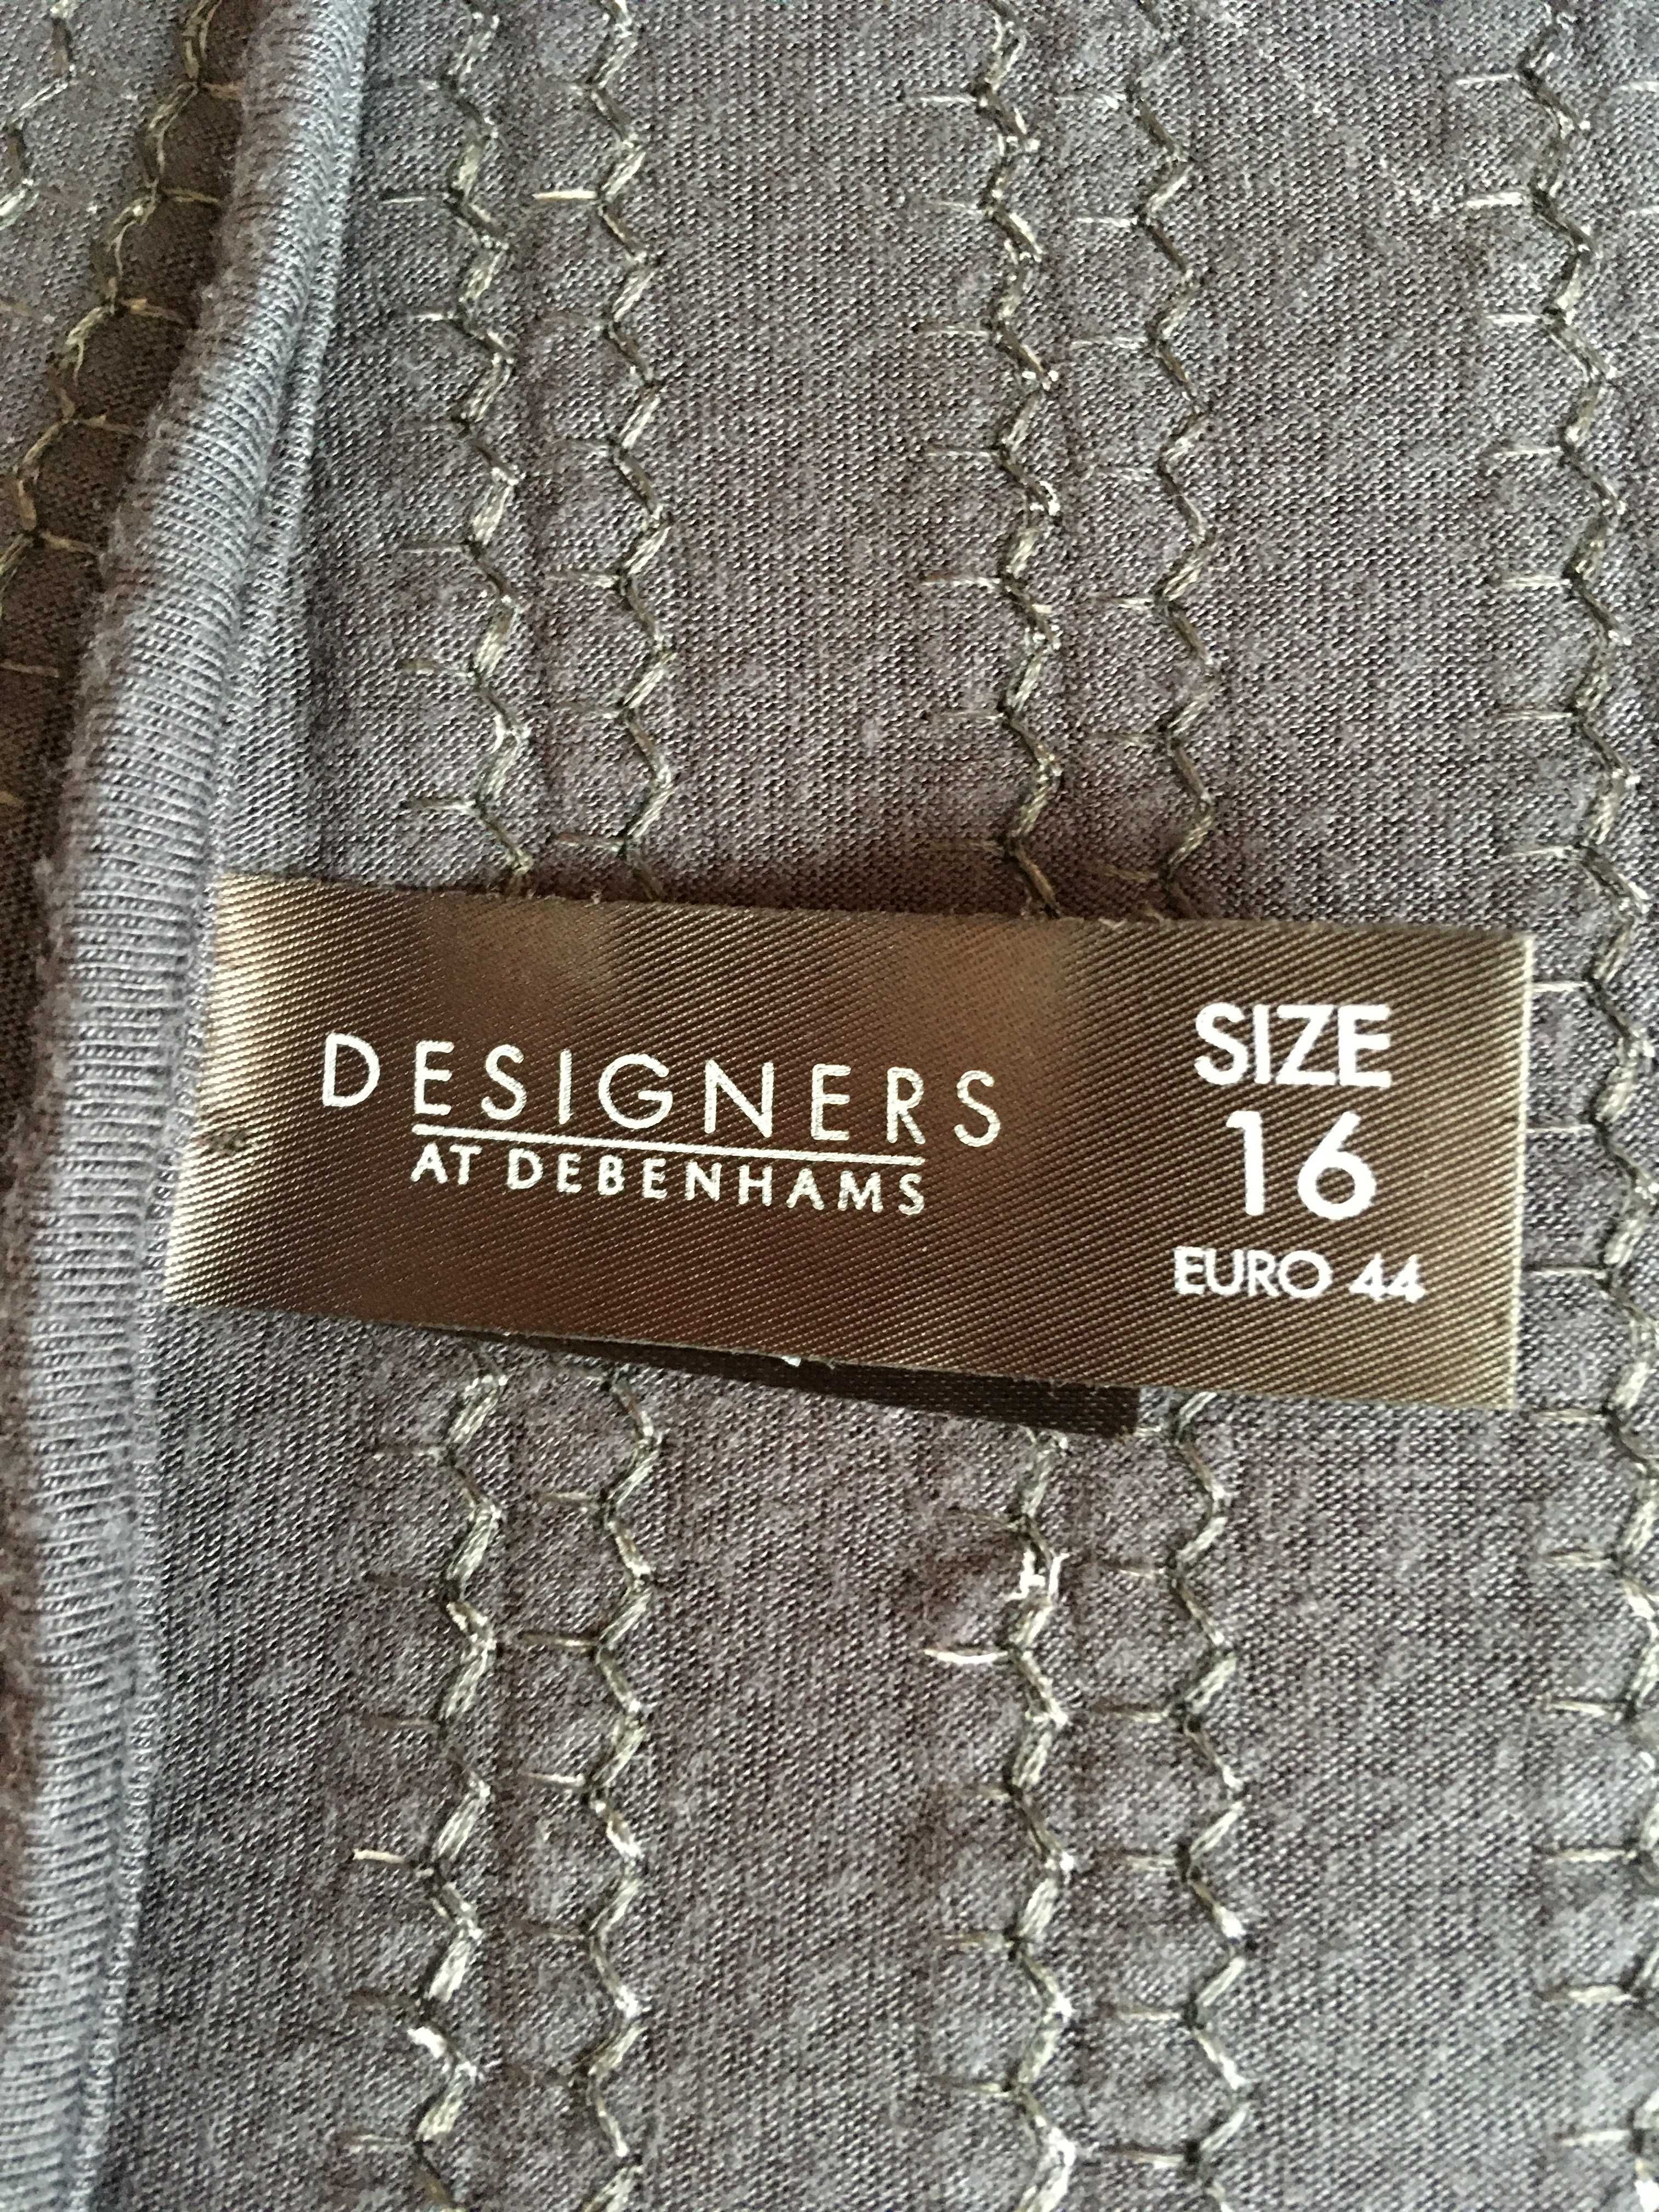 DESIGNERS
AT DEBENHAMS
SIZE
16
EURO 44